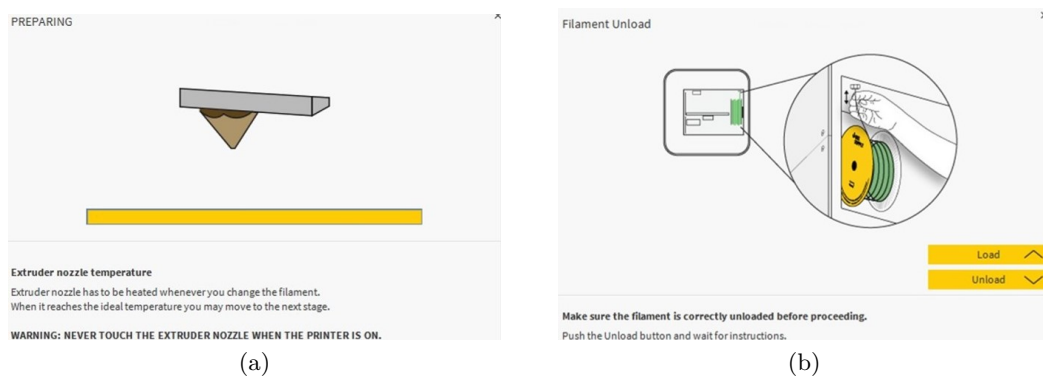 PREPARING
Extruder nozzle temperature
Extruder nozzle has to be heated whenever you change the filament.
When it reaches the ideal temperature you may move to the next stage.
WARNING: NEVER TOUCH THE EXTRUDER NOZZLE WHEN THE PRINTER IS ON.
(a)
Filament Unload
Load
Unload
Make sure the filament is correctly unloaded before proceeding.
Push the Unload button and wait for instructions.
(b)